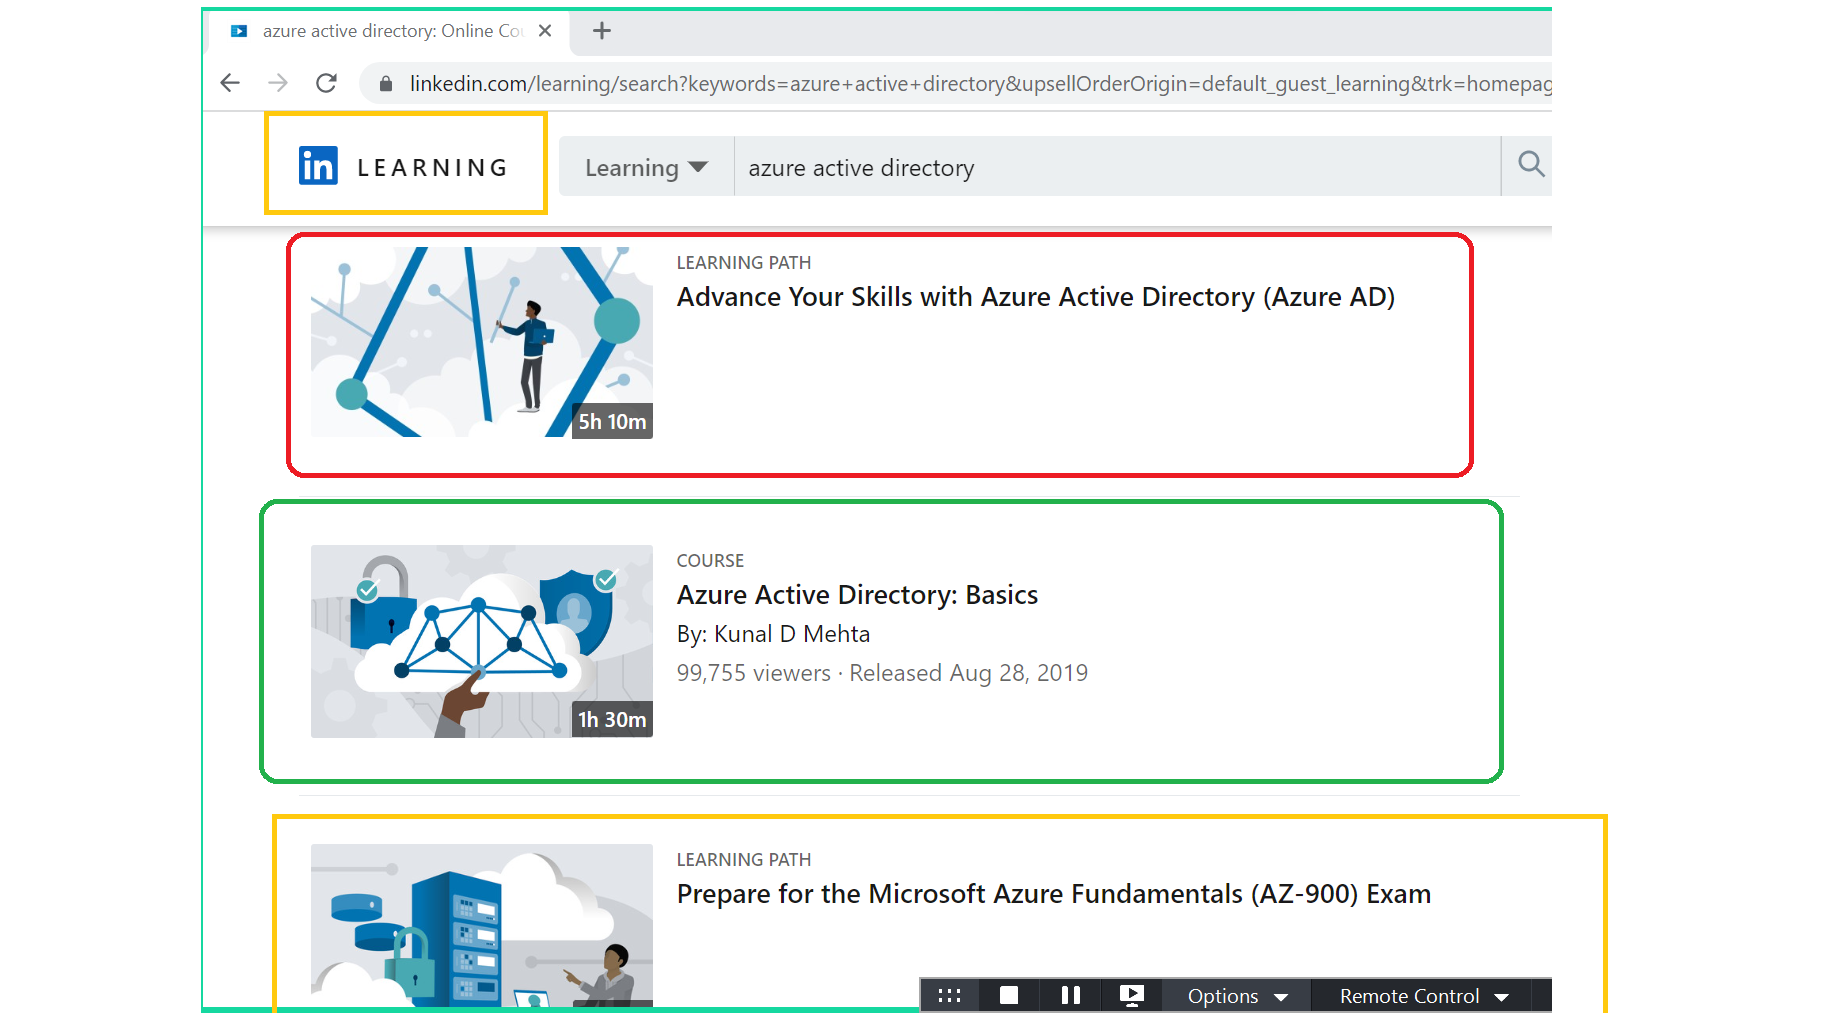 azure active directory: Online Cou
linkedin.com/learning/search?keywords=azure+active+directory&upsellOrderOrigin=default_guest_learning&trk=homepag
in LEARNING
Learning
azure active directory
LEARNING PATH
Advance Your Skills with Azure Active Directory (Azure AD)
5h 10m
COURSE
Azure Active Directory: Basics
By: Kunal D Mehta
99,755 viewers · Released Aug 28, 2019
1h 30m
LEARNING PATH
Prepare for the Microsoft Azure Fundamentals (AZ-900) Exam
Options
Remote Control